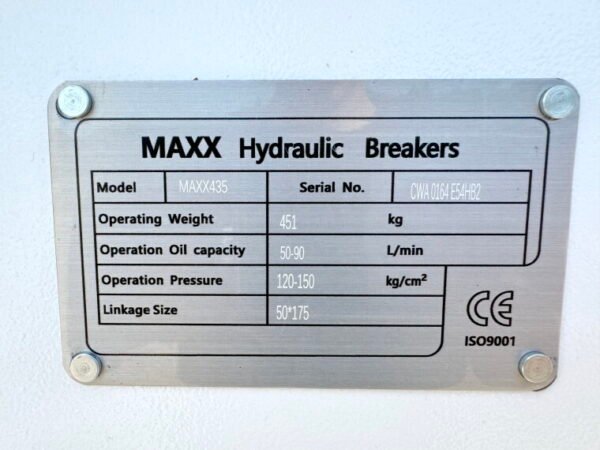 MAXX Hydraulic Breakers
Model MAXX435 Serial No. CWA 0164 E54HB2
Operating Weight 451 kg
Operation Oil capacity 50-90 L/min
Operation Pressure 120-150 kg/cm²
Linkage Size 50*175
CE
ISO9001